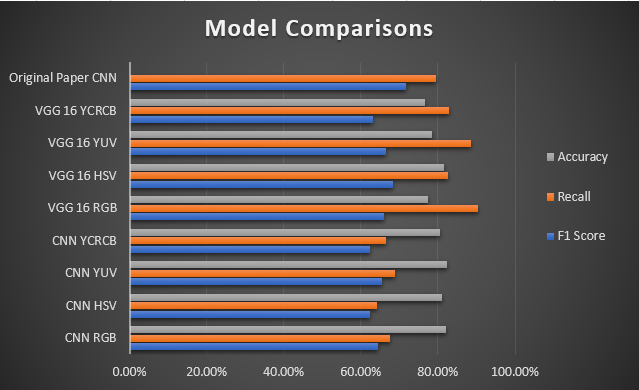 Model Comparisons
Original Paper CNN
VGG 16 YCRCB
VGG 16 YUV
VGG 16 HSV
VGG 16 RGB
CNN YCRCB
CNN YUV
CNN HSV
CNN RGB
0.00% 20.00% 40.00% 60.00% 80.00% 100.00%
Accuracy
Recall
F1 Score